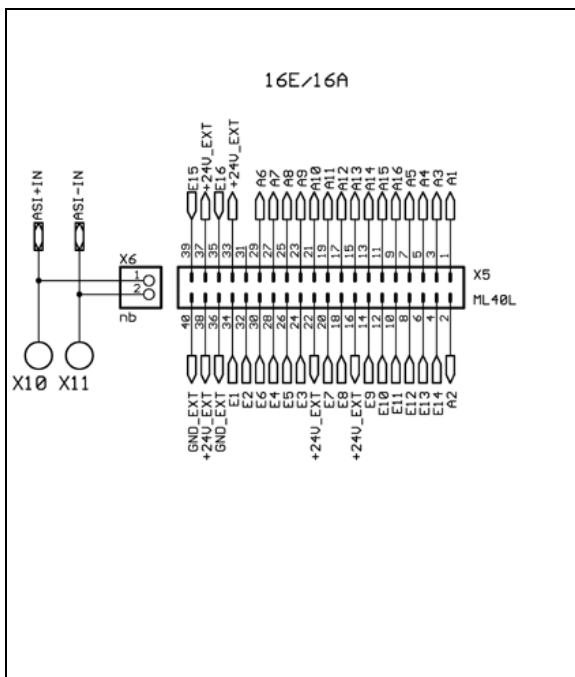 16E/16A
ASI+IN
ASI-IN
E15
+24V_EXT
E16
+24V_EXT
A6
A7
A8
A9
A10
A11
A12
A13
A14
A15
A16
A5
A4
A3
A1
39 37 35 33 31 29 27 25 23 21 19 17 15 13 11 9 7 5 3 1
X6
1
2
nb
X5
ML40L
40 38 36 34 32 30 28 26 24 22 20 18 16 14 12 10 8 6 4 2
X10 X11
GND_EXT
+24V_EXT
GND_EXT
E1
E2
E6
E4
E5
E3
+24V_EXT
E7
E8
+24V_EXT
E9
E10
E11
E12
E13
E14
A2